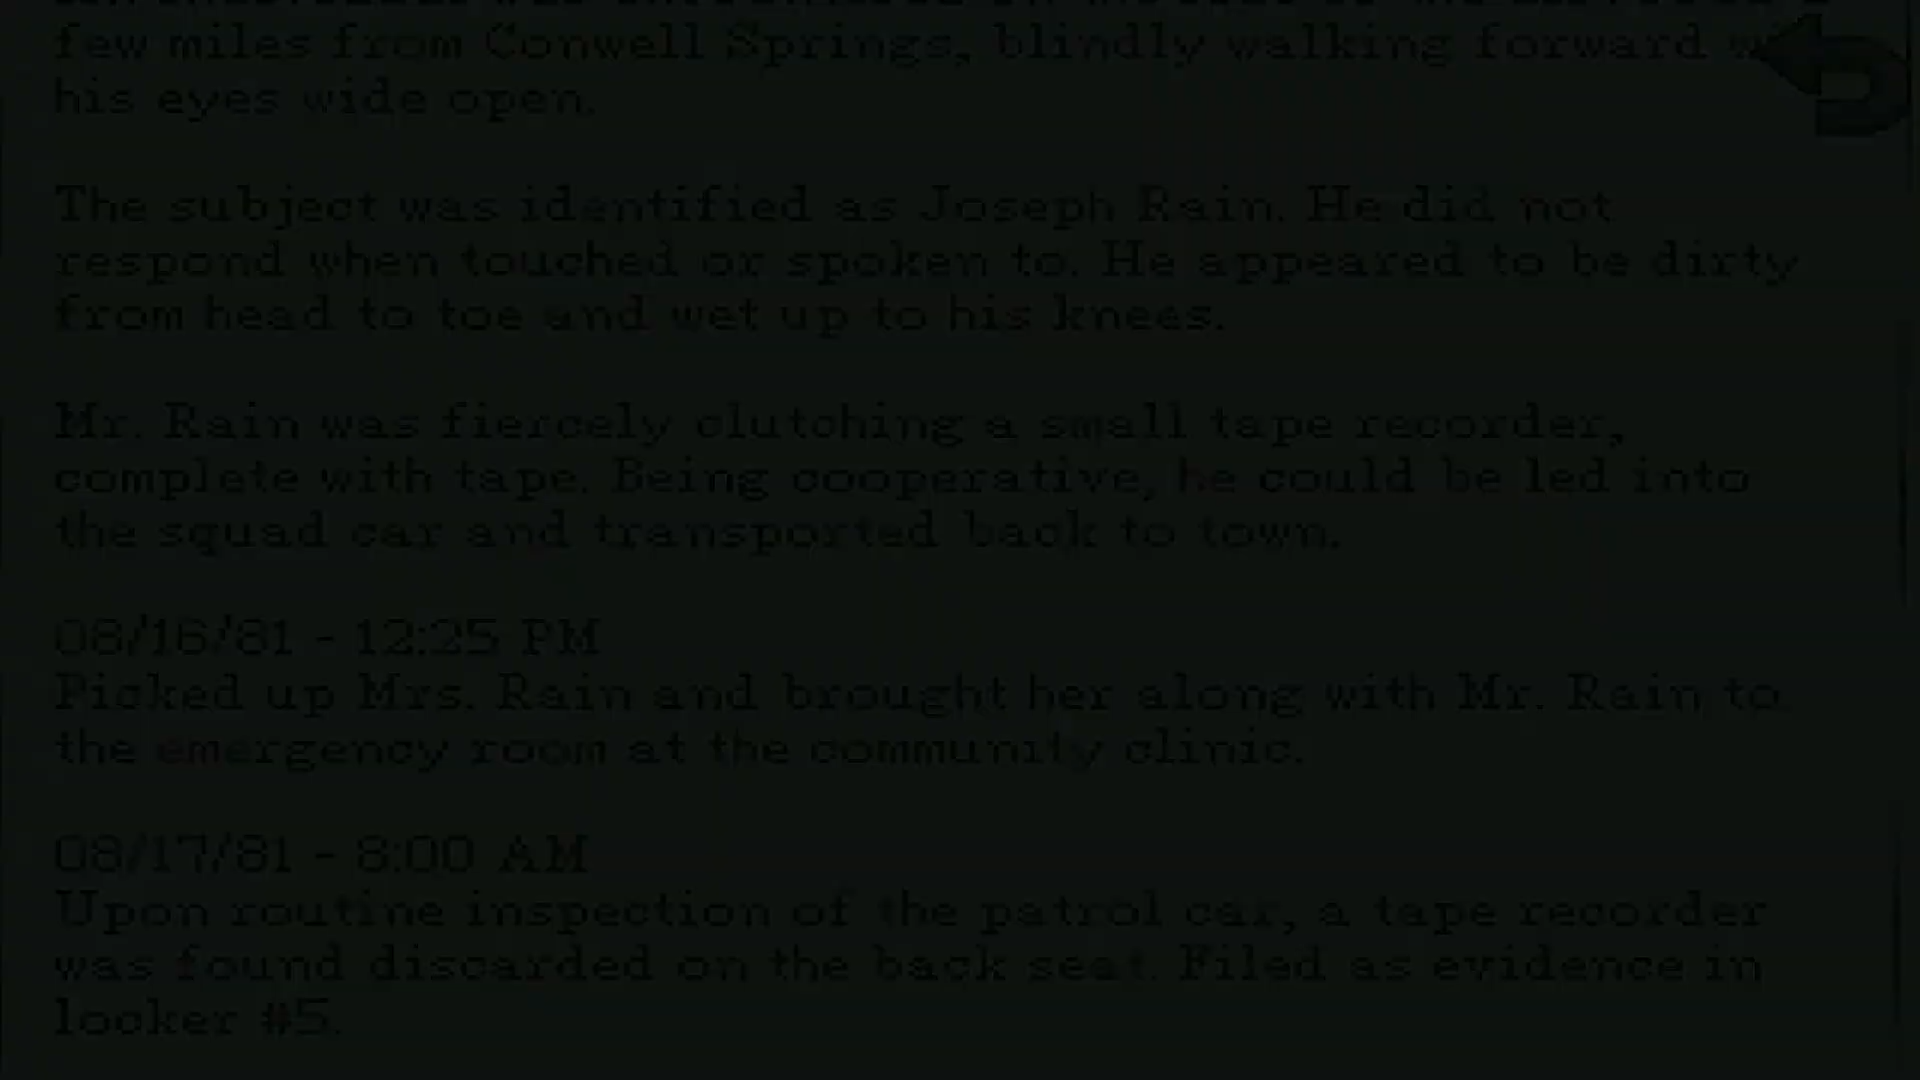 few miles from Conwell Springs, blindly walking forward
his eyes wide open.
The subject was identified as Joseph Rain. He did not
respond when touched or spoken to. He appeared to be dirty
from head to toe and wet up to his knees.
Mr. Rain was fiercely clutching a small tape recorder,
complete with tape. Being cooperative, he could be led into
the squad car and transported back to town.
08/16/81 - 12:25 PM
Picked up Mrs. Rain and brought her along with Mr. Rain to
the emergency room at the community clinic.
08/17/81 - 8:00 AM
Upon routine inspection of the patrol car, a tape recorder
was found discarded on the back seat. Filed as evidence in
locker #5.